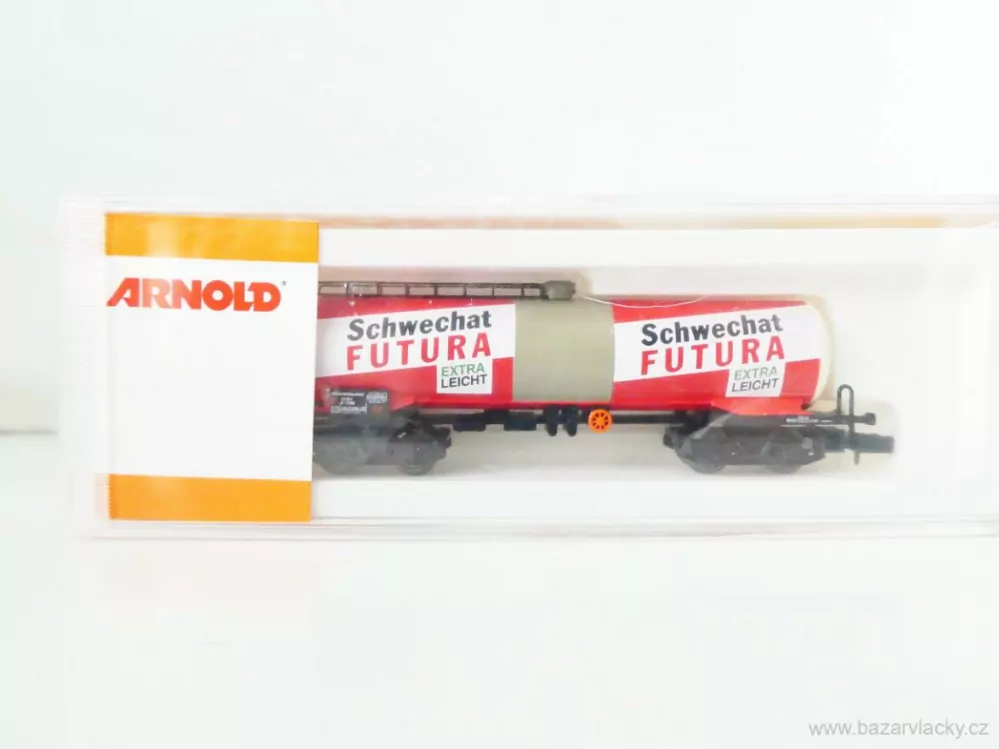 ARNOLD®
Schwechat
FUTURA
EXTRA
LEICHT
Schwechat
FUTURA
EXTRA
LEICHT
www.bazarvlacky.cz